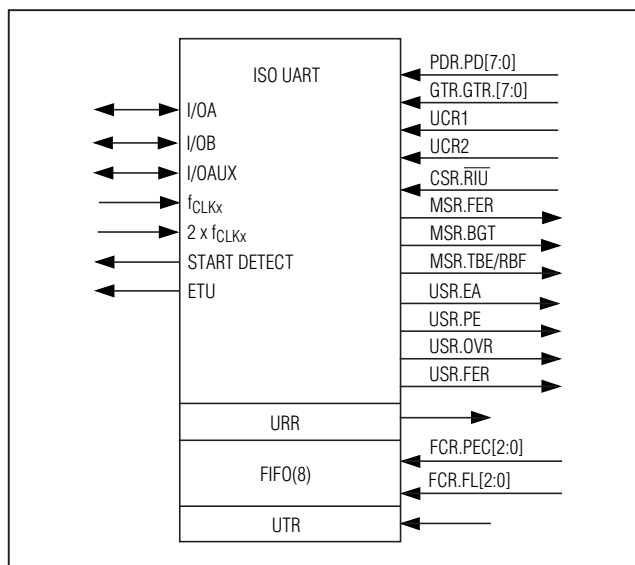 ISO UART
I/OA
I/OB
I/OAUX
fCLKx
2 x fCLKx
START DETECT
ETU
PDR.PD[7:0]
GTR.GTR.[7:0]
UCR1
UCR2
CSR.R̅I̅U̅
MSR.FER
MSR.BGT
MSR.TBE/RBF
USR.EA
USR.PE
USR.OVR
USR.FER
URR
FIFO(8)
FCR.PEC[2:0]
FCR.FL[2:0]
UTR